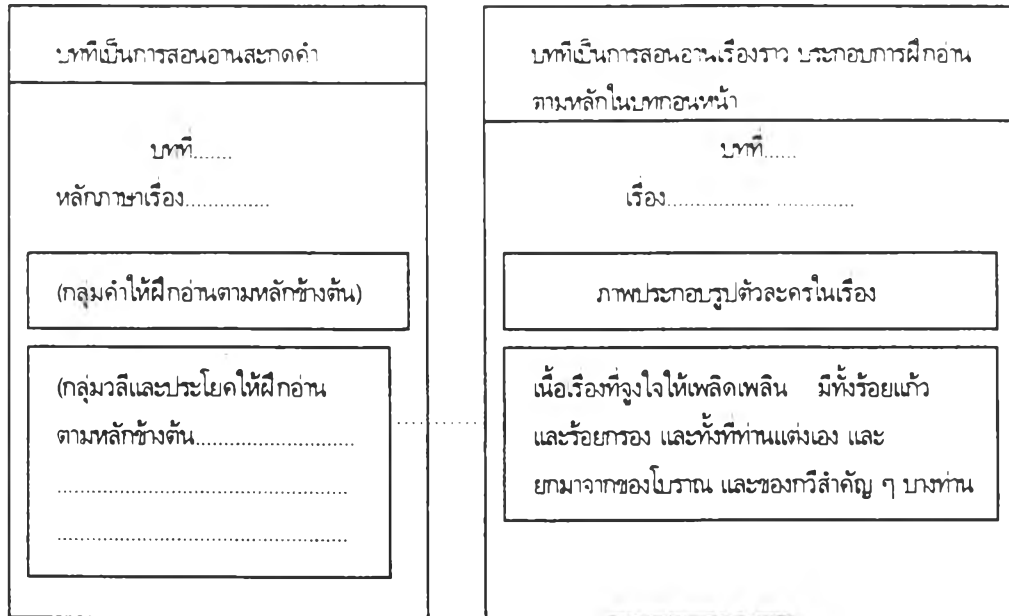 บทที่เป็นการสอนอ่านสะกดคำ
บทที่.......
หลักภาษาเรื่อง...............
(กลุ่มคำให้ฝึกอ่านตามหลักข้างต้น)
(กลุ่มวลีและประโยคให้ฝึกอ่าน
ตามหลักข้างต้น............................
....................................................
....................................................
บทที่เป็นการสอนอ่านเรื่องราว ประกอบการฝึกอ่าน
ตามหลักในบทก่อนหน้า
บทที่......
เรื่อง.................. ..............
ภาพประกอบรูปตัวละครในเรื่อง
เนื้อเรื่องที่จูงใจให้เพลิดเพลิน มีทั้งร้อยแก้ว
และร้อยกรอง และทั้งที่ท่านแต่งเอง และ
ยกมาจากของโบราณ และของกวีสำคัญ ๆ บางท่าน